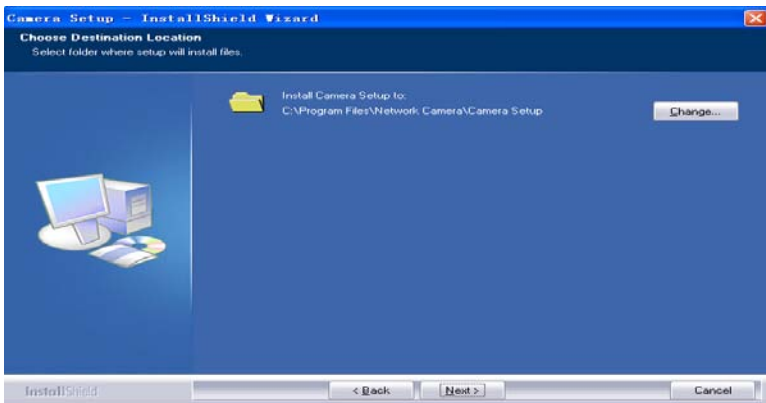 Camera Setup - InstallShield Wizard
Choose Destination Location
Select folder where setup will install files.
Install Camera Setup to:
C:\Program Files\Network Camera\Camera Setup
Change...
InstallShield
< Back
Next >
Cancel